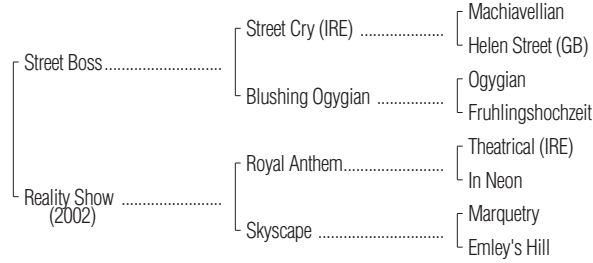 Machiavellian
Street Cry (IRE) ....................
Helen Street (GB)
Street Boss............................
Ogygian
Blushing Ogygian ................
Fruhlingshochzeit
Theatrical (IRE)
Royal Anthem........................
In Neon
Reality Show ........................
(2002)
Marquetry
Skyscape ..............................
Emley's Hill